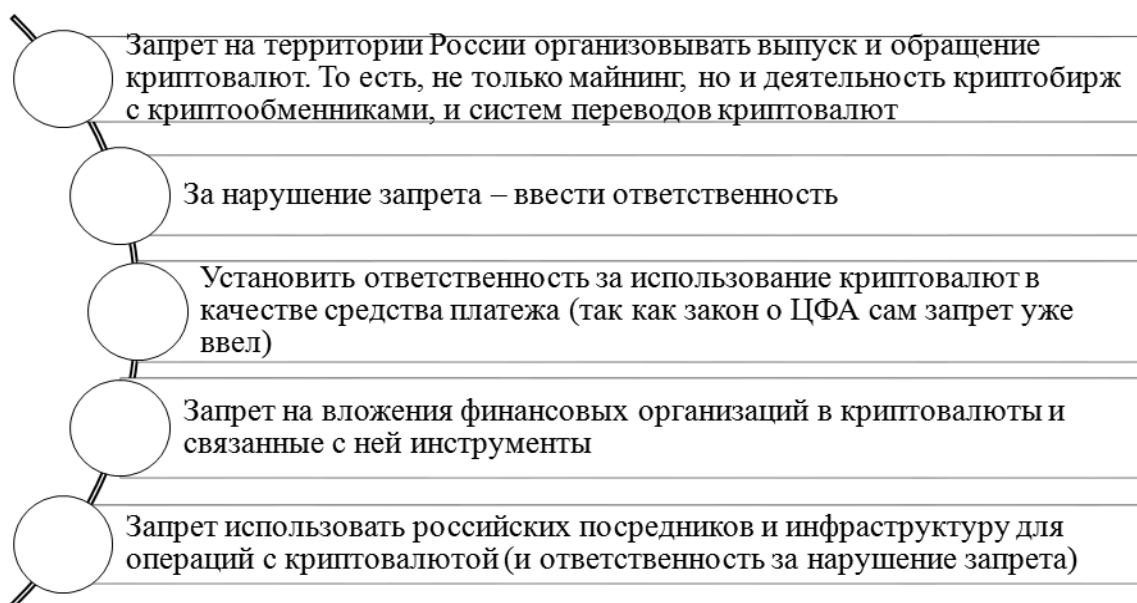 Запрет на территории России организовывать выпуск и обращение
криптовалют. То есть, не только майнинг, но и деятельность криптобирж
с криптообменниками, и систем переводов криптовалют
За нарушение запрета – ввести ответственность
Установить ответственность за использование криптовалют в
качестве средства платежа (так как закон о ЦФА сам запрет уже
ввел)
Запрет на вложения финансовых организаций в криптовалюты и
связанные с ней инструменты
Запрет использовать российских посредников и инфраструктуру для
операций с криптовалютой (и ответственность за нарушение запрета)